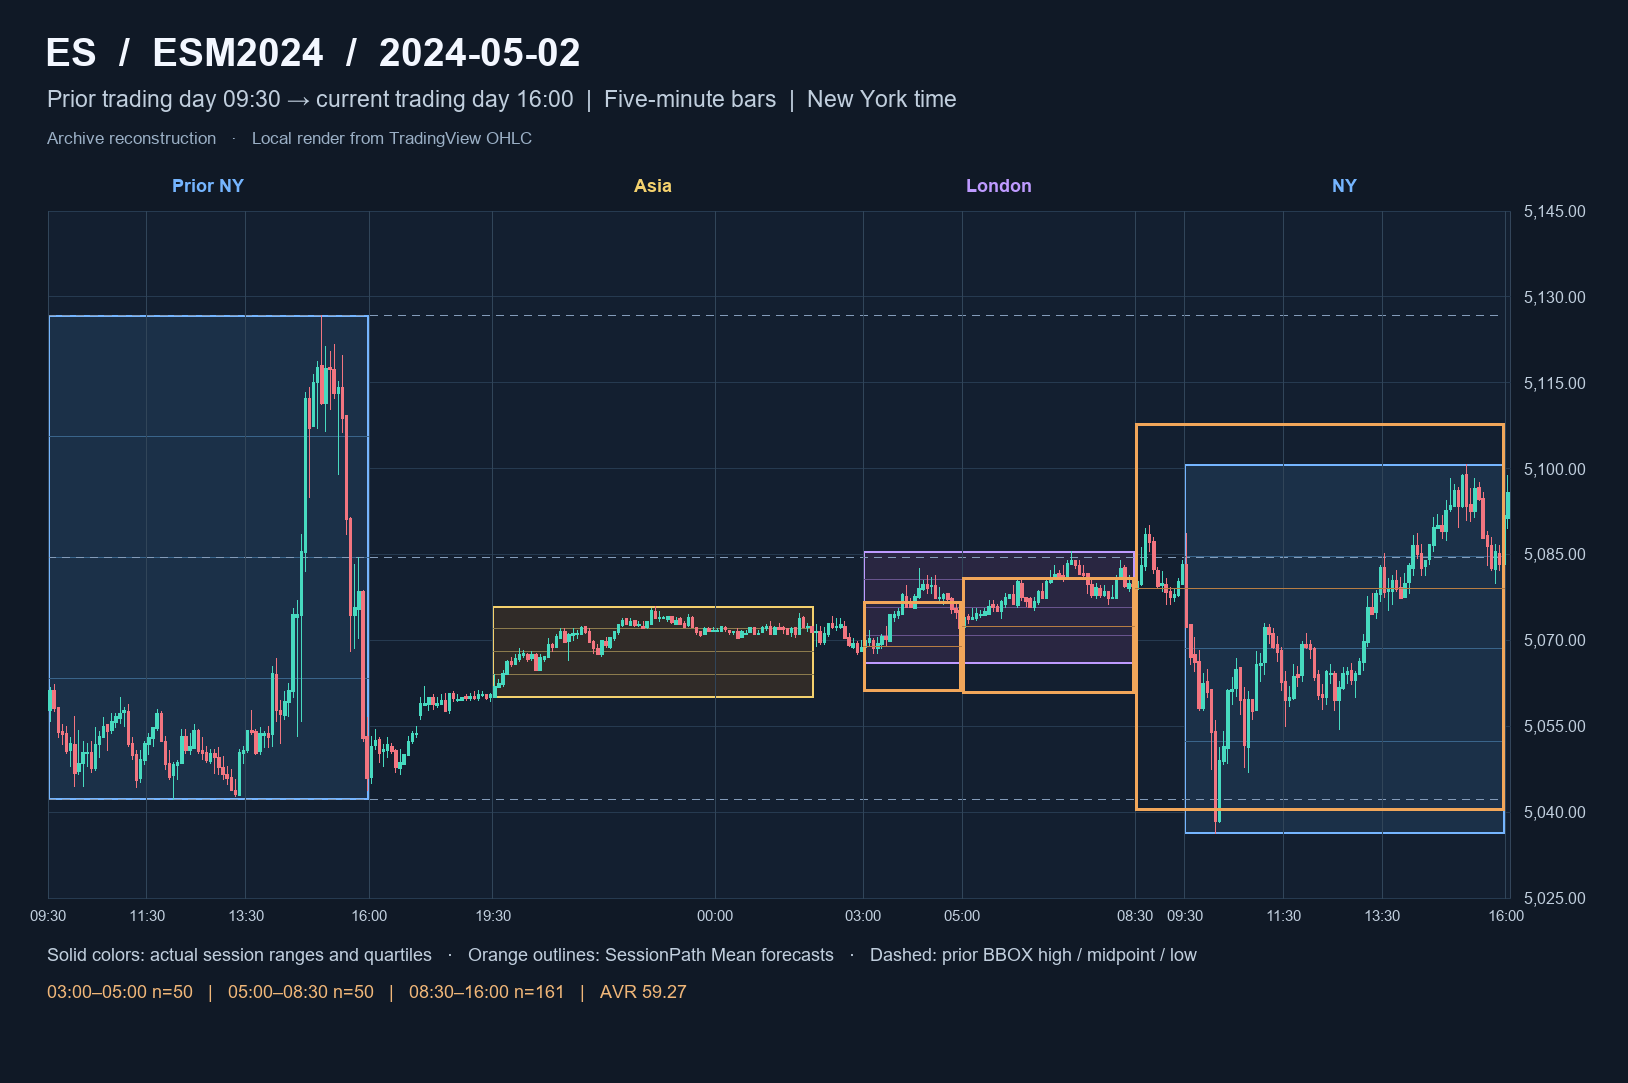 ES / ESM2024 / 2024-05-02
Prior trading day 09:30 → current trading day 16:00 | Five-minute bars | New York time
Archive reconstruction · Local render from TradingView OHLC
Prior NY Asia London NY
5,145.00
5,130.00
5,115.00
5,100.00
5,085.00
5,070.00
5,055.00
5,040.00
5,025.00
09:30 11:30 13:30 16:00 19:30 00:00 03:00 05:00 08:30 09:30 11:30 13:30 16:00
Solid colors: actual session ranges and quartiles · Orange outlines: SessionPath Mean forecasts · Dashed: prior BBOX high / midpoint / low
03:00–05:00 n=50 | 05:00–08:30 n=50 | 08:30–16:00 n=161 | AVR 59.27